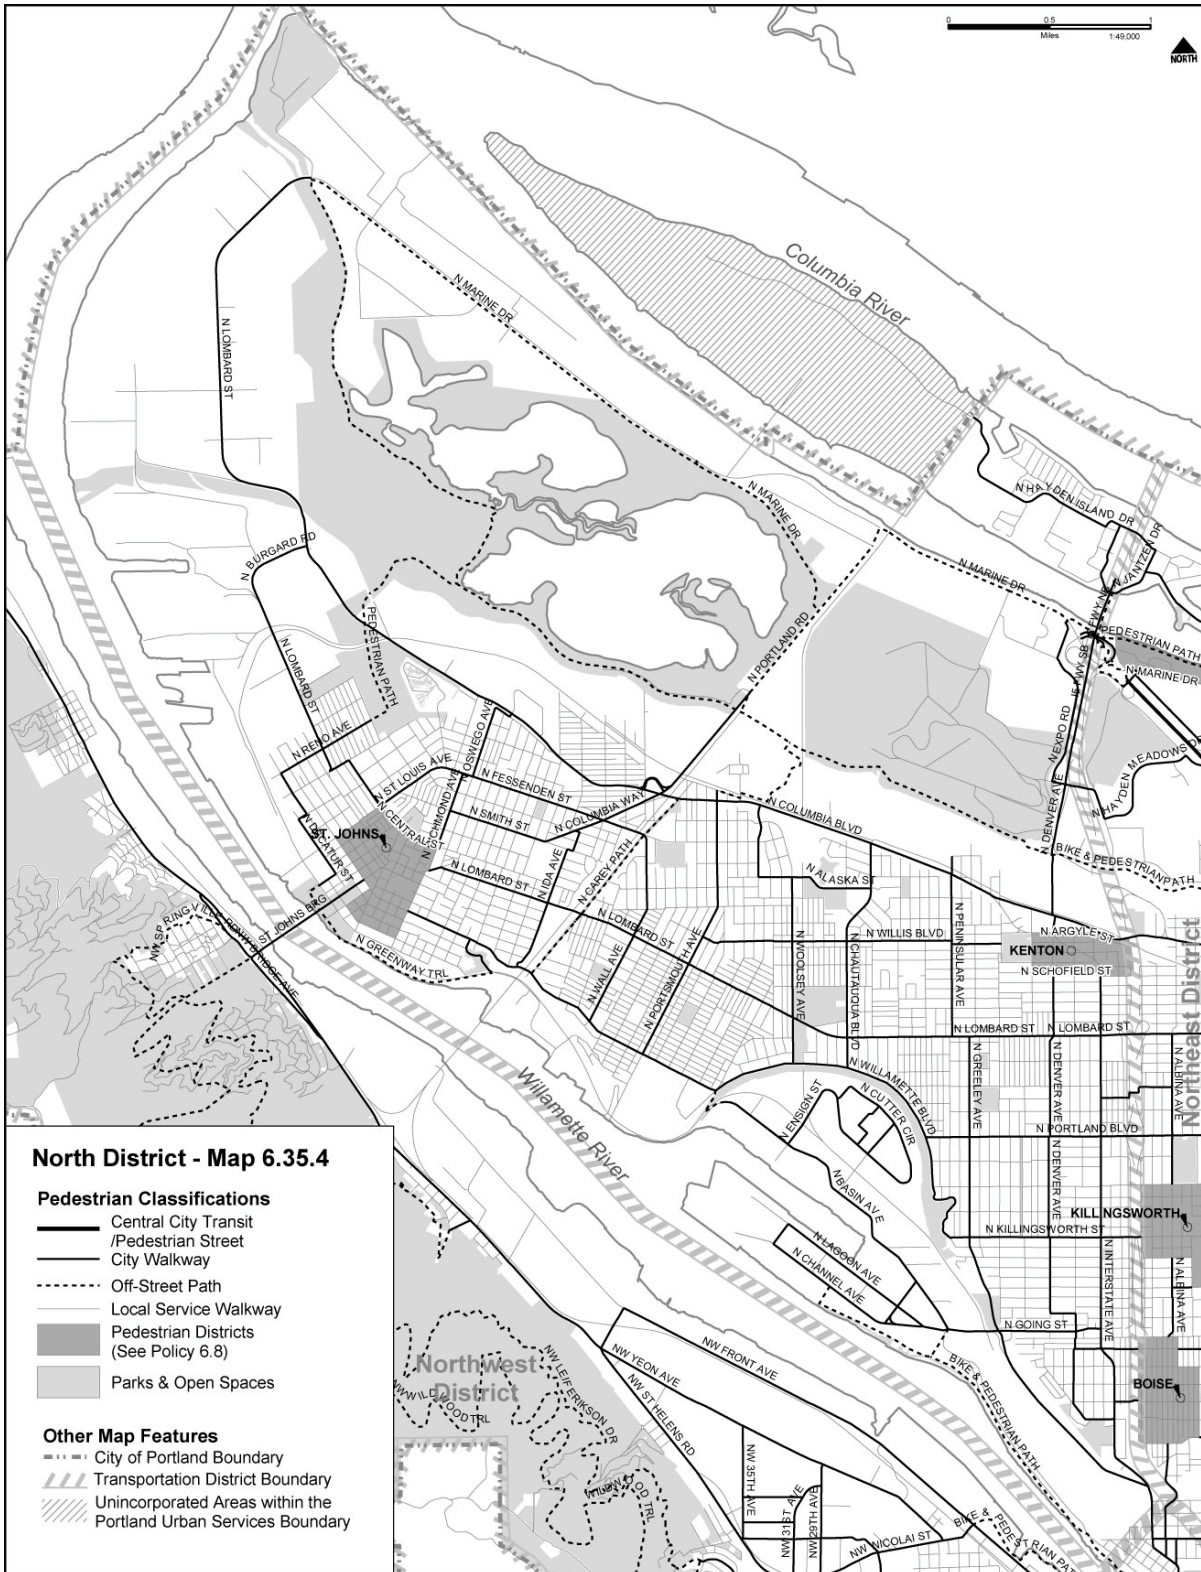 0 0.5 1
Miles 1:49,000
NORTH
Columbia River
N MARINE DR
N LOMBARD ST
N MARINE DR
N HAYDEN ISLAND DR
N JANTZEN DR
N BURGARD RD
N MARINE DR
PEDESTRIAN PATH
N PORTLAND RD
PEDESTRIAN PATH
N MARINE DR
N LOMBARD ST
I5 FWY SB
N EXPO RD
N RENO AVE
OSWEGO AVE
N ST LOUIS AVE
N FESSENDEN ST
N HAYDEN MEADOWS
N CENTRAL ST
N SMITH ST
N COLUMBIA WAY
N COLUMBIA BLVD
N DENVER AVE
ST. JOHNS
N DECATUR ST
BIKE & PEDESTRIAN PATH
N LOMBARD ST
N IDA AVE
N CAREY PATH
N ALASKA ST
ST JOHNS BRG
N PENINSULAR AVE
N LOMBARD ST
N WILLIS BLVD
N ARGYLE ST
KENTON
N GREENWAY TRL
N SCHOFIELD ST
N WALL AVE
N PORTSMOUTH AVE
N WOOLSEY AVE
N CHAUTAUQUA BLVD
Northeast District
N LOMBARD ST
N LOMBARD ST
Willamette River
N WILLAMETTE BLVD
N GREELEY AVE
N DENVER AVE
N ALBINA AVE
N ENSIGN ST
N CUTTER CIR
N PORTLAND BLVD
N DENVER AVE
N BASIN AVE
KILLINGSWORTH
N KILLINGSWORTH ST
N LAGOON AVE
N CHANNEL AVE
N INTERSTATE AVE
N ALBINA AVE
N GOING ST
NW FRONT AVE
NW YEON AVE
BIKE & PEDESTRIAN PATH
Northwest
District
NW LEIF ERIKSON DR
NW ST HELENS RD
BOISE
WILDWOOD TRL
WILDWOOD TRL
NW 35TH AVE
NW 31ST AVE
NW 29TH AVE
NW NICOLAI ST
BIKE & PEDESTRIAN PATH
North District - Map 6.35.4
Pedestrian Classifications
Central City Transit
/Pedestrian Street
City Walkway
Off-Street Path
Local Service Walkway
Pedestrian Districts
(See Policy 6.8)
Parks & Open Spaces
Other Map Features
City of Portland Boundary
Transportation District Boundary
Unincorporated Areas within the
Portland Urban Services Boundary